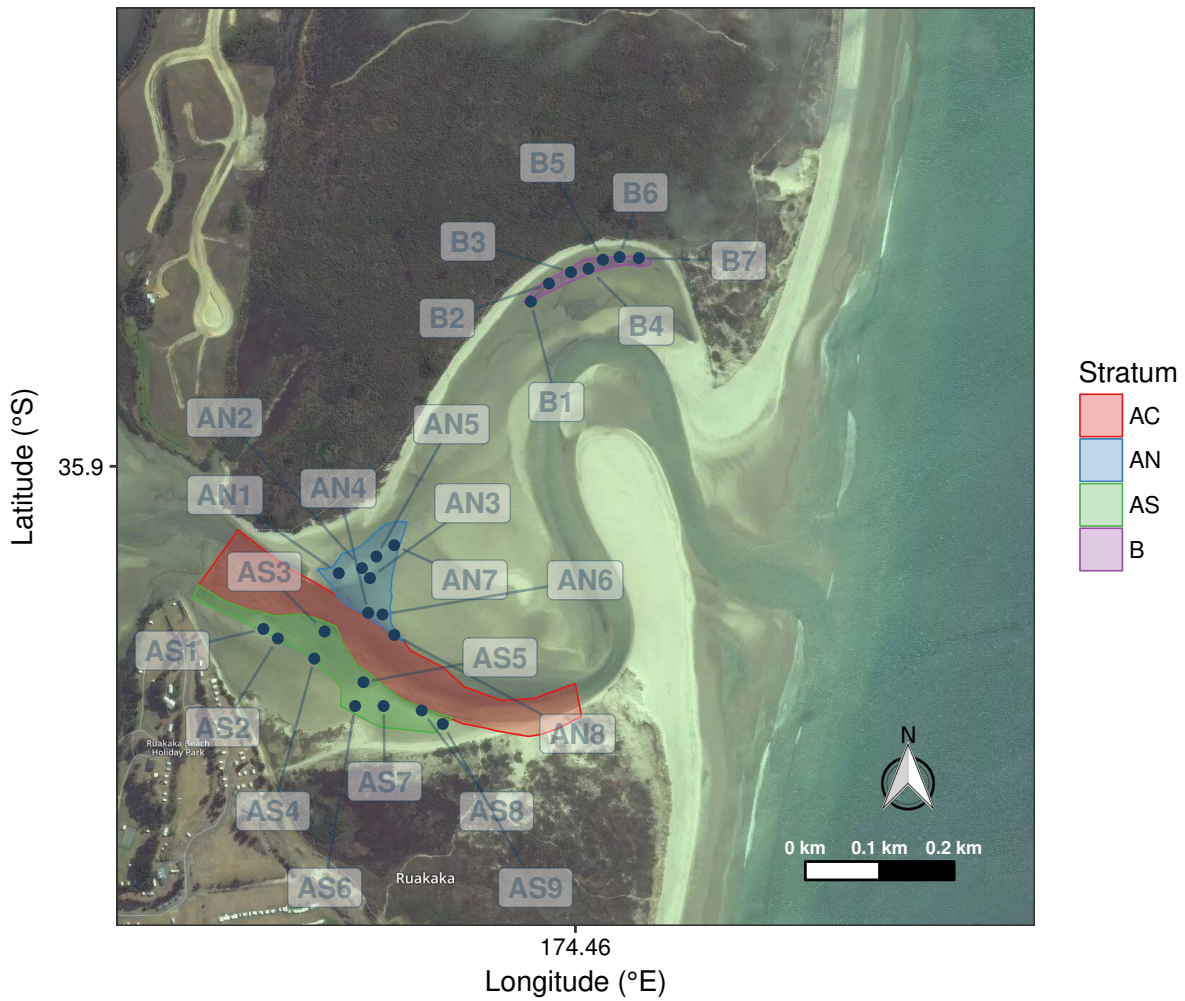 B5
B6
B3
B7
B2
B4
B1
AN2
AN5
AN4
AN1
AN3
AS3
AN7
AN6
AS1
AS5
AS2
AN8
Ruakaka Beach
Holiday Park
AS7
AS4
AS8
AS6
AS9
Ruakaka
N
0 km 0.1 km 0.2 km
35.9
Latitude (°S)
174.46
Longitude (°E)
Stratum
AC
AN
AS
B